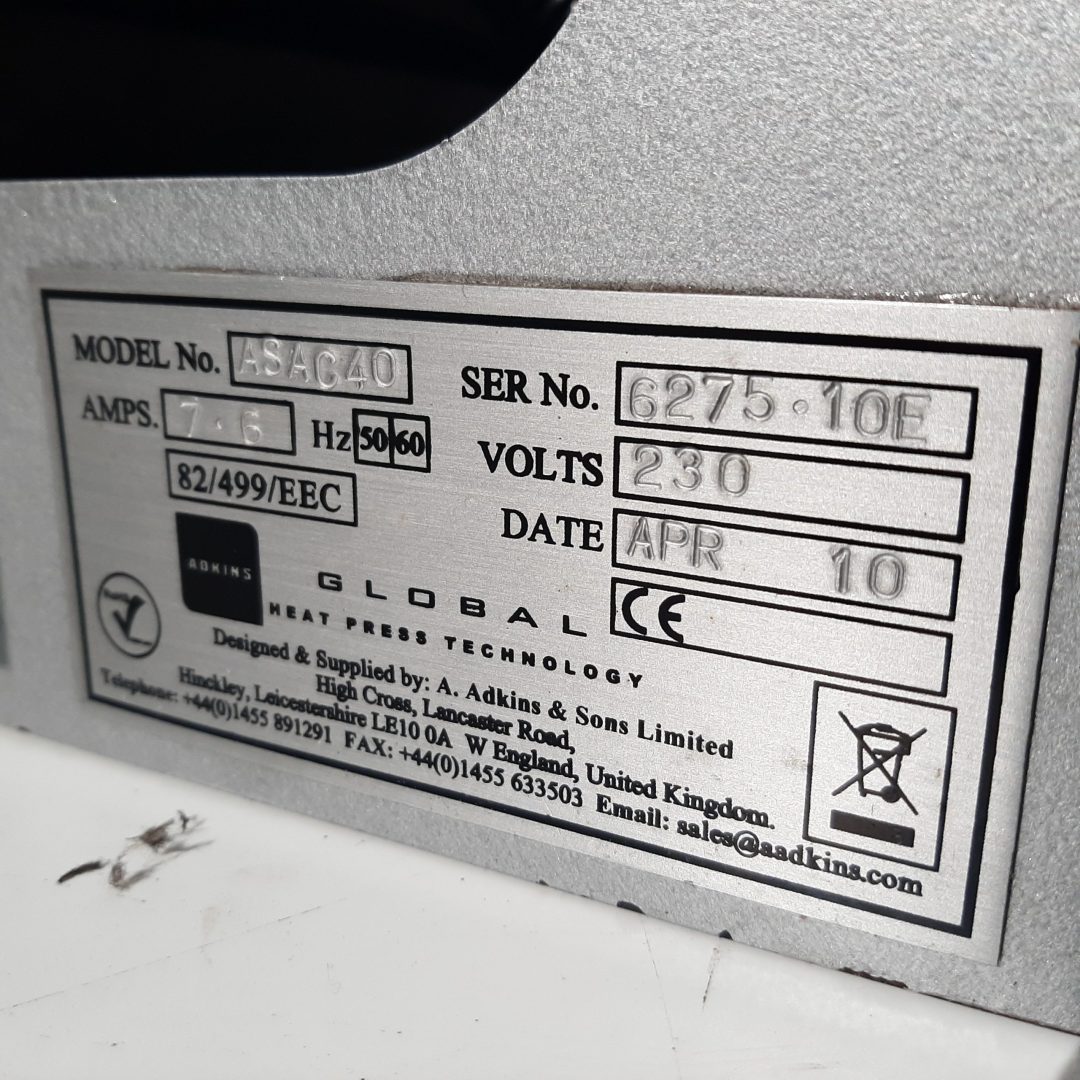 MODEL No. ASAC40
AMPS. 7.6 Hz 50 60
82/499/EEC
SER No. 6275.10E
VOLTS 230
DATE APR 10
CE
ADKINS
GLOBAL
HEAT PRESS TECHNOLOGY
Designed & Supplied by: A. Adkins & Sons Limited
High Cross, Lancaster Road,
Hinckley, Leicestershire LE10 0A W England, United Kingdom.
Telephone: +44(0)1455 891291 FAX: +44(0)1455 633503 Email: sales@aadkins.com